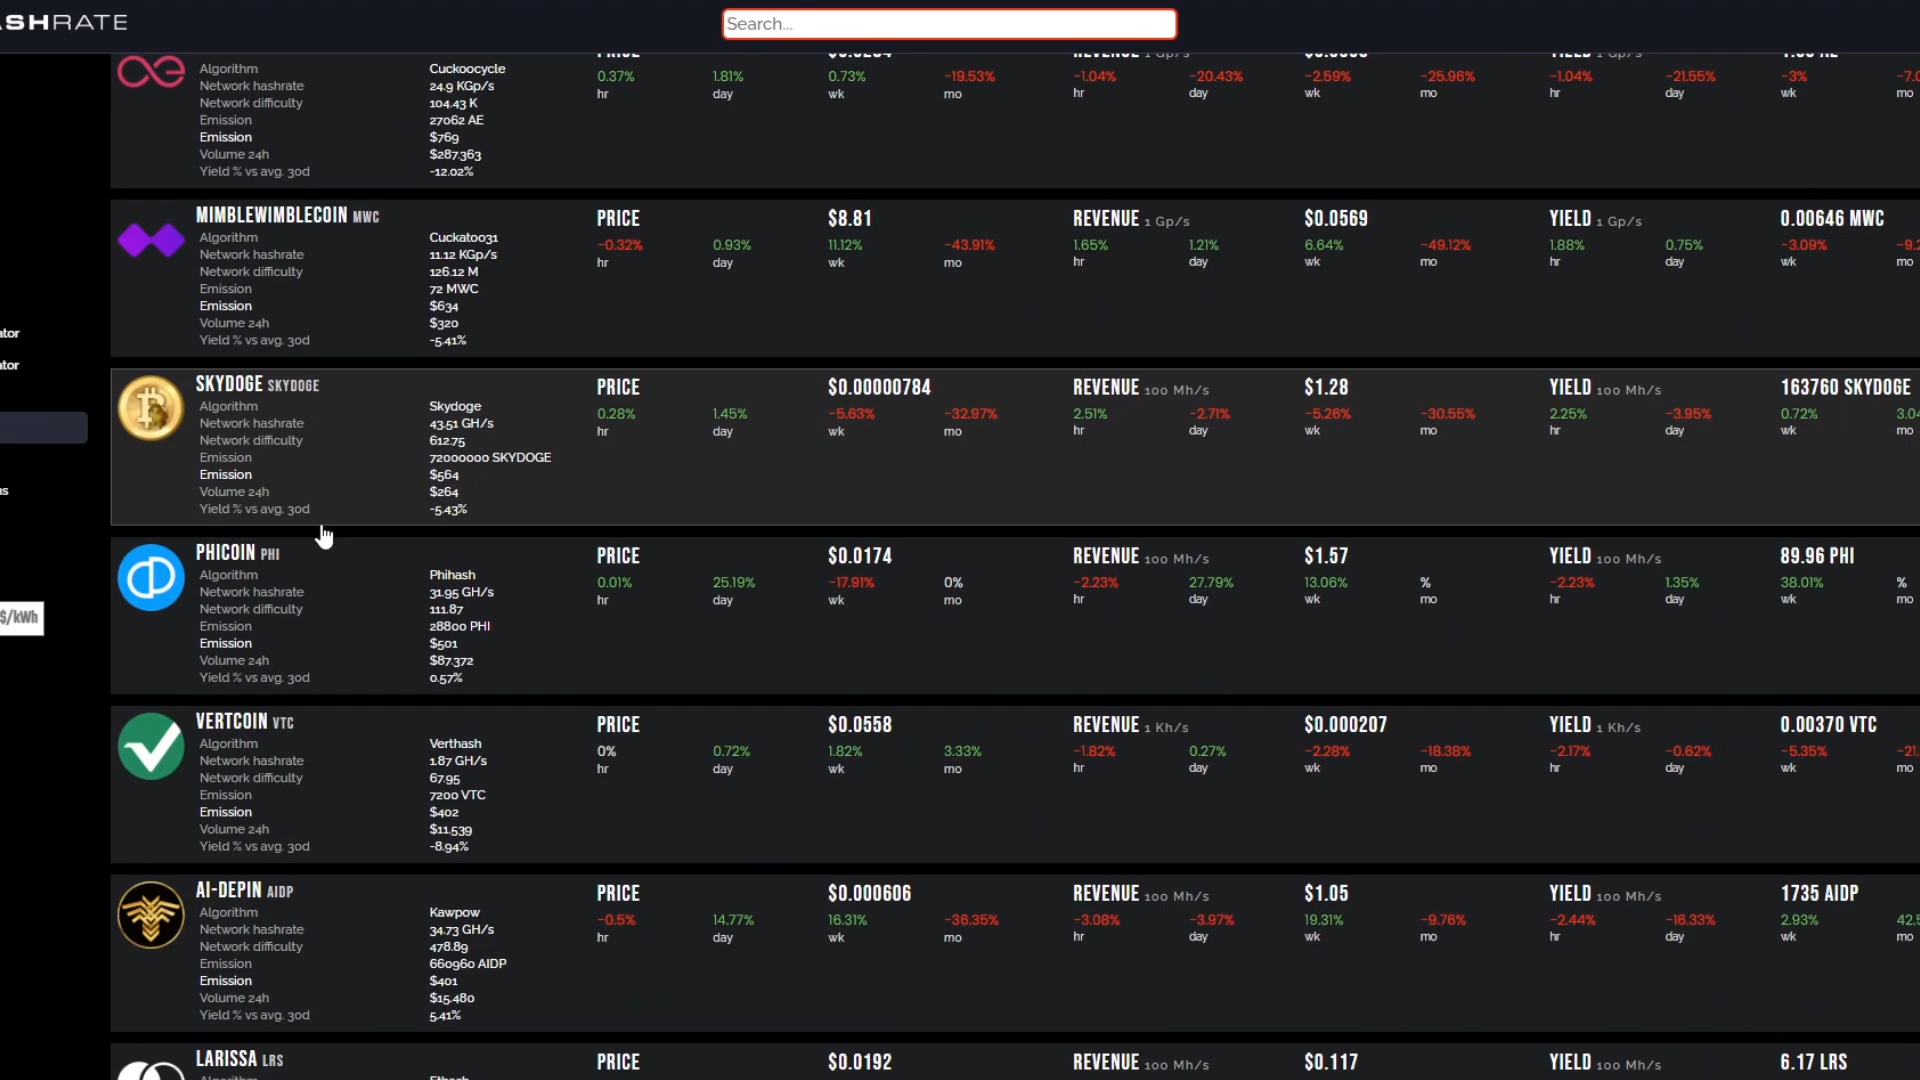 SHRATE
Search...
Algorithm Cuckoocycle 0.37% 1.81% 0.73% -19.53% -1.04% -20.43% -2.59% -25.96% -1.04% -21.55% -3%
Network hashrate 24.9 KGp/s hr day wk mo hr day wk mo hr day wk mo
Network difficulty 104.43 K
Emission 27062 AE
Emission $769
Volume 24h $287,363
Yield % vs avg. 30d -12.02%
MIMBLEWIMBLECOIN MWC PRICE $8.81 REVENUE 1 Gp/s $0.0569 YIELD 1 Gp/s 0.00646 MWC
Algorithm Cuckatoo31 -0.32% 0.93% 11.12% -43.91% 1.65% 1.21% 6.64% -49.12% 1.88% 0.75% -3.09% -9.2
Network hashrate 11.12 KGp/s hr day wk mo hr day wk mo hr day wk mo
Network difficulty 126.12 M
Emission 72 MWC
Emission $634
Volume 24h $320
Yield % vs avg. 30d -5.41%
ator
ator
SKYDOGE SKYDOGE PRICE $0.00000784 REVENUE 100 Mh/s $1.28 YIELD 100 Mh/s 163760 SKYDOGE
Algorithm Skydoge 0.28% 1.45% -5.63% -32.97% 2.51% -2.71% -5.26% -30.55% 2.25% -3.95% 0.72% 3.04
Network hashrate 43.51 GH/s hr day wk mo hr day wk mo hr day wk mo
Network difficulty 612.75
Emission 72000000 SKYDOGE
Emission $564
Volume 24h $264
Yield % vs avg. 30d -5.43%
PHICOIN PHI PRICE $0.0174 REVENUE 100 Mh/s $1.57 YIELD 100 Mh/s 89.96 PHI
Algorithm Phihash 0.01% 25.19% -17.91% 0% -2.23% 27.79% 13.06% % -2.23% 1.35% 38.01% %
Network hashrate 31.95 GH/s hr day wk mo hr day wk mo hr day wk mo
Network difficulty 111.87
Emission 28800 PHI
Emission $501
Volume 24h $87,372
Yield % vs avg. 30d 0.57%
$/kWh
VERTCOIN VTC PRICE $0.0558 REVENUE 1 Kh/s $0.000207 YIELD 1 Kh/s 0.00370 VTC
Algorithm Verthash 0% 0.72% 1.82% 3.33% -1.82% 0.27% -2.28% -18.38% -2.17% -0.62% -5.35% -21.
Network hashrate 1.87 GH/s hr day wk mo hr day wk mo hr day wk mo
Network difficulty 67.95
Emission 7200 VTC
Emission $402
Volume 24h $11,539
Yield % vs avg. 30d -8.94%
AI-DEPIN AIDP PRICE $0.000606 REVENUE 100 Mh/s $1.05 YIELD 100 Mh/s 1735 AIDP
Algorithm Kawpow -0.5% 14.77% 16.31% -36.35% -3.08% -3.97% 19.31% -9.76% -2.44% -16.33% 2.93% 42.5
Network hashrate 34.73 GH/s hr day wk mo hr day wk mo hr day wk mo
Network difficulty 478.89
Emission 660960 AIDP
Emission $401
Volume 24h $15,480
Yield % vs avg. 30d 5.41%
LARISSA LRS PRICE $0.0192 REVENUE 100 Mh/s $0.117 YIELD 100 Mh/s 6.17 LRS